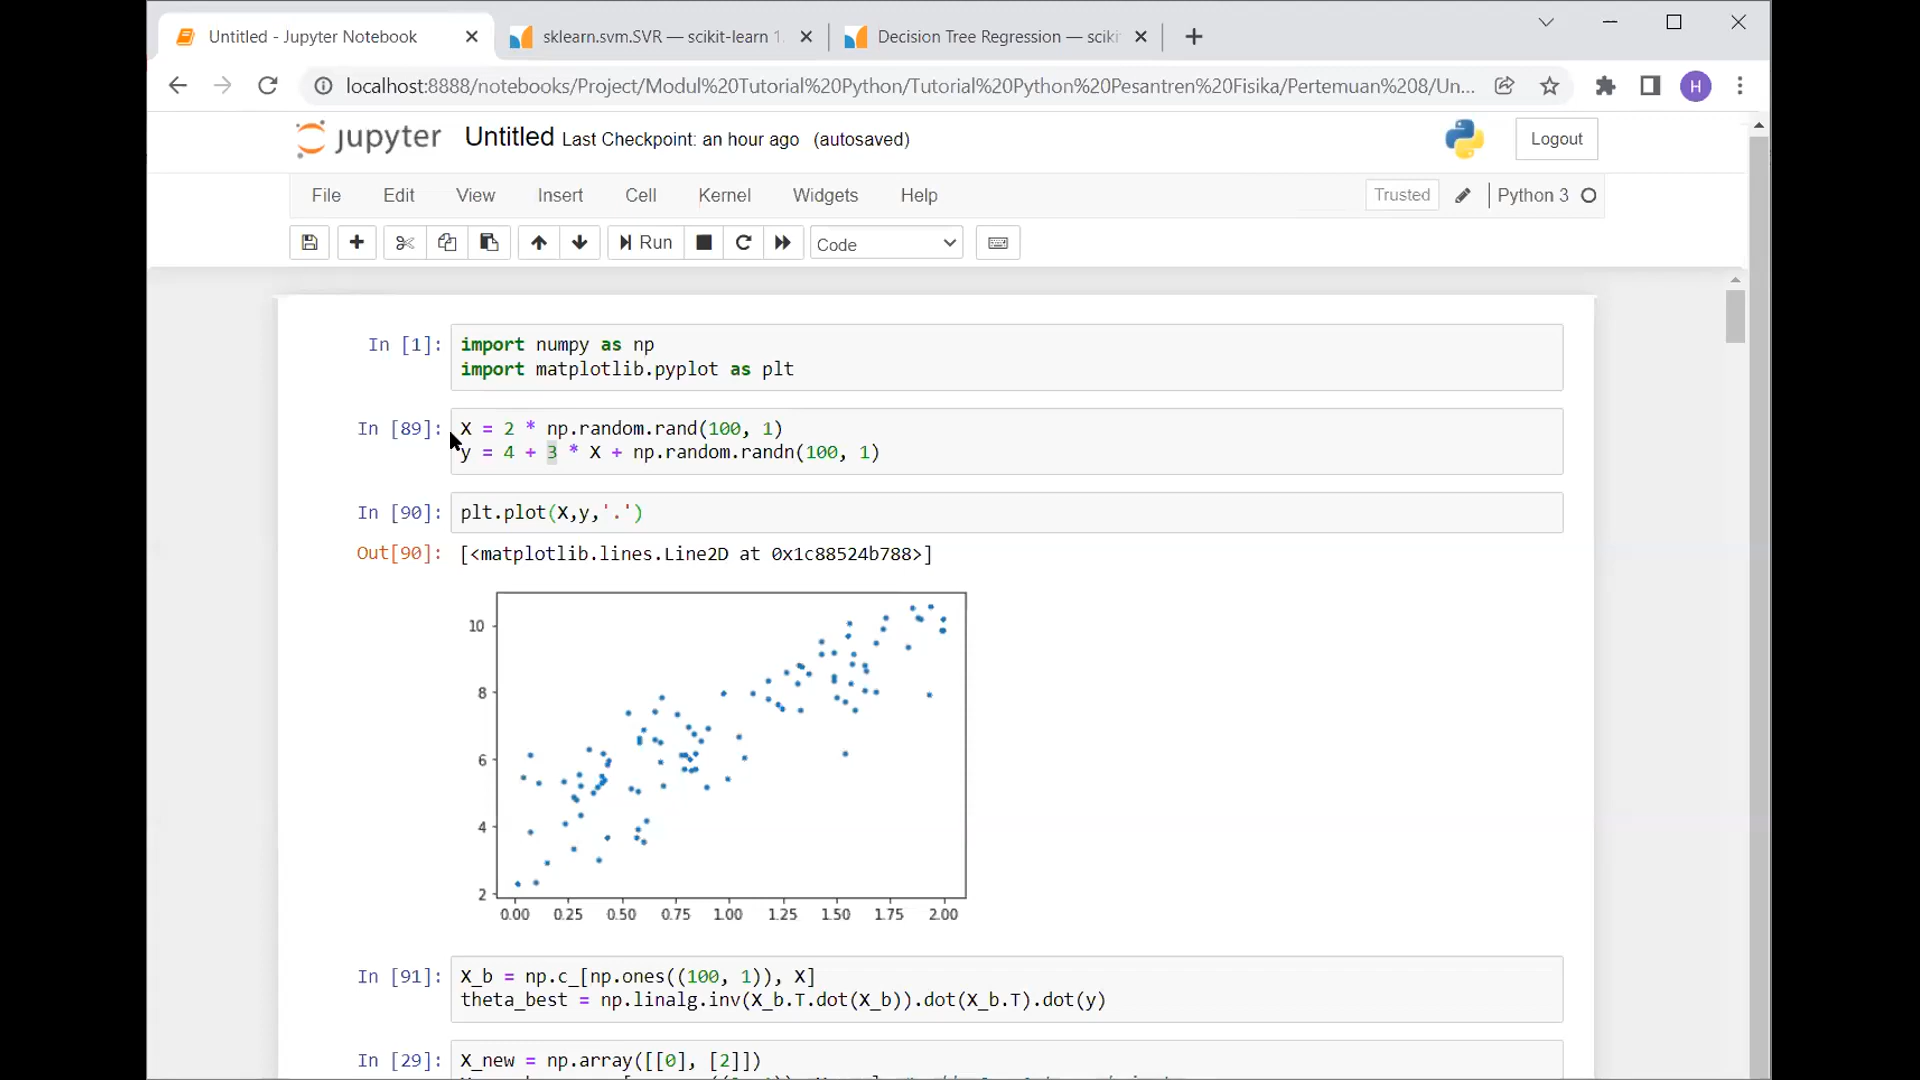 Untitled - Jupyter Notebook
sklearn.svm.SVR — scikit-learn 1.
Decision Tree Regression — sciki
localhost:8888/notebooks/Project/Modul%20Tutorial%20Python/Tutorial%20Python%20Pesantren%20Fisika/Pertemuan%208/Un...
H
jupyter Untitled Last Checkpoint: an hour ago (autosaved)
Logout
File Edit View Insert Cell Kernel Widgets Help
Trusted Python 3
Run Code
In [1]: import numpy as np
import matplotlib.pyplot as plt
In [89]: X = 2 * np.random.rand(100, 1)
y = 4 + 3 * X + np.random.randn(100, 1)
In [90]: plt.plot(X,y,'.')
Out[90]: [<matplotlib.lines.Line2D at 0x1c88524b788>]
10
8
6
4
2
0.00 0.25 0.50 0.75 1.00 1.25 1.50 1.75 2.00
In [91]: X_b = np.c_[np.ones((100, 1)), X]
theta_best = np.linalg.inv(X_b.T.dot(X_b)).dot(X_b.T).dot(y)
In [29]: X_new = np.array([[0], [2]])